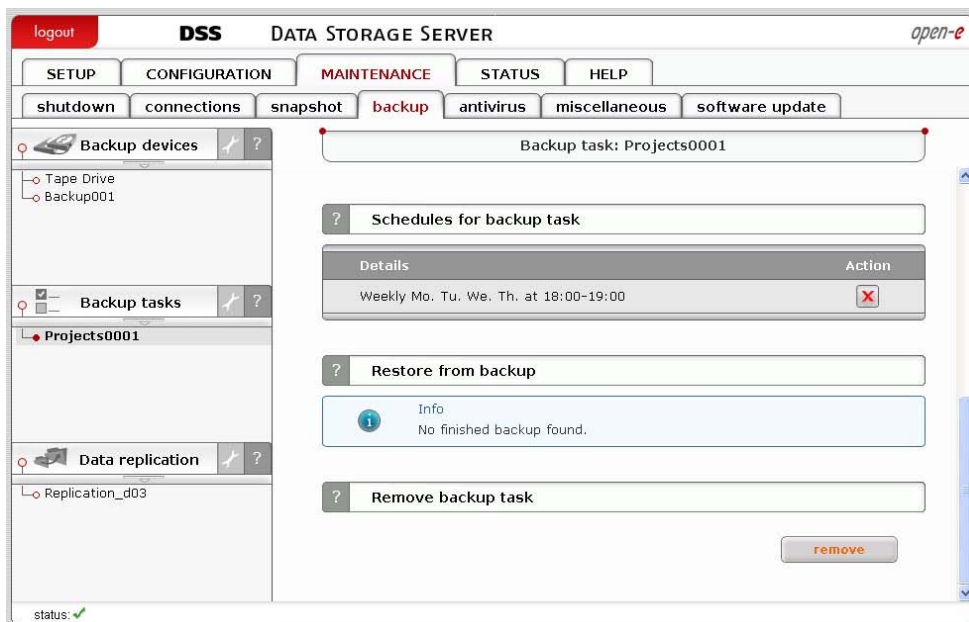 logout DSS DATA STORAGE SERVER open-e
SETUP CONFIGURATION MAINTENANCE STATUS HELP
shutdown connections snapshot backup antivirus miscellaneous software update
Backup devices ?
Tape Drive
Backup001
Backup tasks ?
Projects0001
Data replication ?
Replication_d03
Backup task: Projects0001
? Schedules for backup task
Details Action
Weekly Mo. Tu. We. Th. at 18:00-19:00
? Restore from backup
Info
No finished backup found.
? Remove backup task
remove
status: